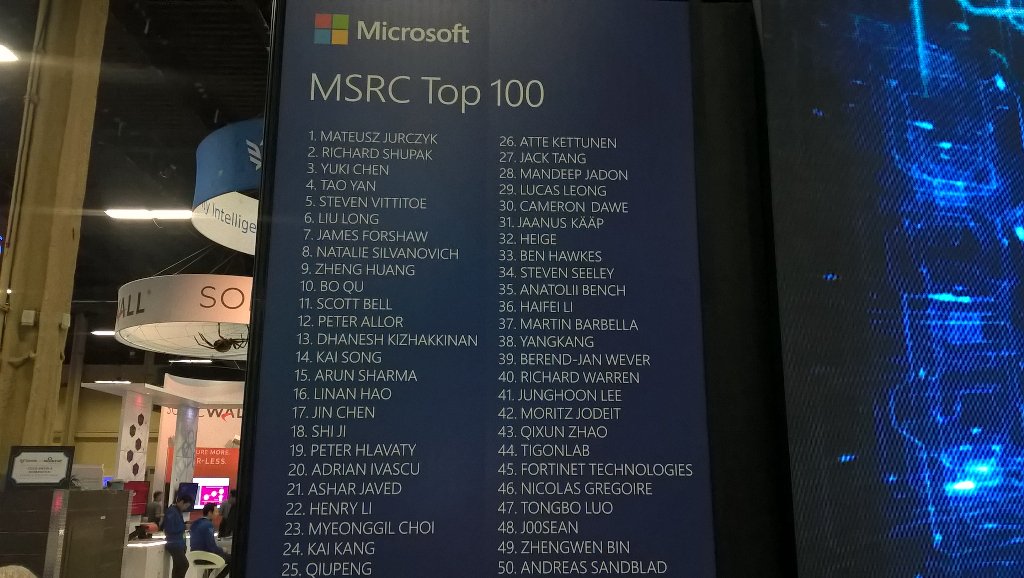 Microsoft
MSRC Top 100
1. MATEUSZ JURCZYK
2. RICHARD SHUPAK
3. YUKI CHEN
4. TAO YAN
5. STEVEN VITTITOE
6. LIU LONG
7. JAMES FORSHAW
8. NATALIE SILVANOVICH
9. ZHENG HUANG
10. BO QU
11. SCOTT BELL
12. PETER ALLOR
13. DHANESH KIZHAKKINAN
14. KAI SONG
15. ARUN SHARMA
16. LINAN HAO
17. JIN CHEN
18. SHI JI
19. PETER HLAVATY
20. ADRIAN IVASCU
21. ASHAR JAVED
22. HENRY LI
23. MYEONGGIL CHOI
24. KAI KANG
25. QIUPENG
26. ATTE KETTUNEN
27. JACK TANG
28. MANDEEP JADON
29. LUCAS LEONG
30. CAMERON DAWE
31. JAANUS KÄÄP
32. HEIGE
33. BEN HAWKES
34. STEVEN SEELEY
35. ANATOLII BENCH
36. HAIFEI LI
37. MARTIN BARBELLA
38. YANGKANG
39. BEREND-JAN WEVER
40. RICHARD WARREN
41. JUNGHOON LEE
42. MORITZ JODEIT
43. QIXUN ZHAO
44. TIGONLAB
45. FORTINET TECHNOLOGIES
46. NICOLAS GREGOIRE
47. TONGBO LUO
48. J00SEAN
49. ZHENGWEN BIN
50. ANDREAS SANDBLAD
y Intellige
ALL SO
URE MORE.
R-LESS.